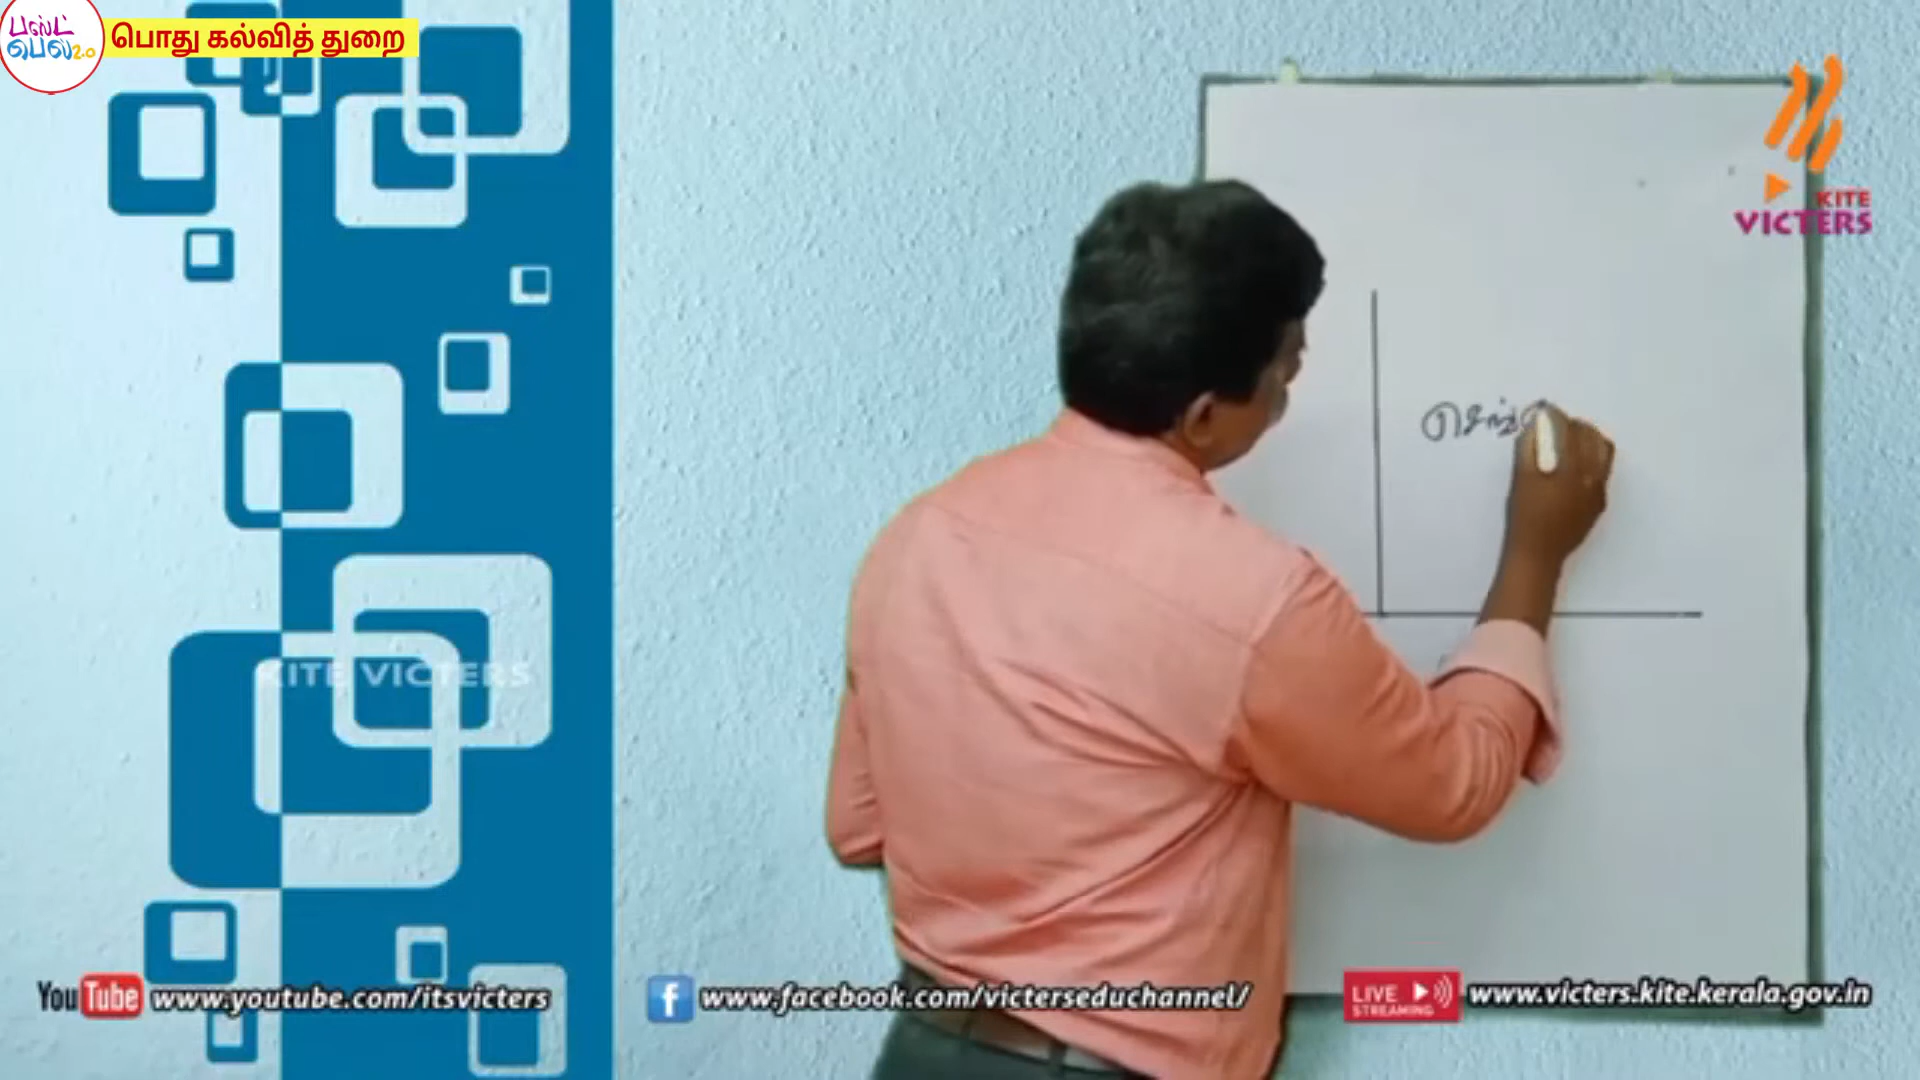 பஸ்ட்
பெல் 2.0
பொது கல்வித் துறை
KITE
VICTERS
செங்
KITE VICTERS
YouTube www.youtube.com/itsvicters
f www.facebook.com/victerseduchannel/
LIVE
STREAMING
www.victers.kite.kerala.gov.in